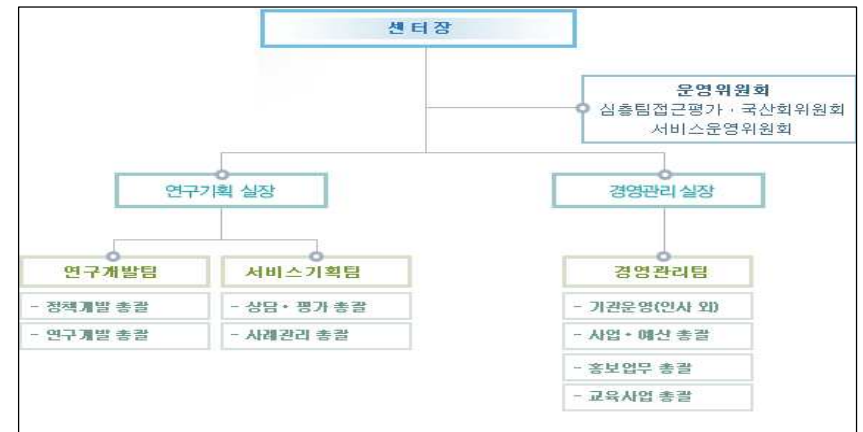 센터장
운영위원회
심층팀접근평가 · 국산회위원회
서비스운영위원회
연구기획 실장
경영관리 실장
연구개발팀
서비스기획팀
경영관리팀
- 정책개발 총괄
- 상담 · 평가 총괄
- 기관운영(인사 외)
- 연구개발 총괄
- 사례관리 총괄
- 사업 · 예산 총괄
- 홍보업무 총괄
- 교육사업 총괄